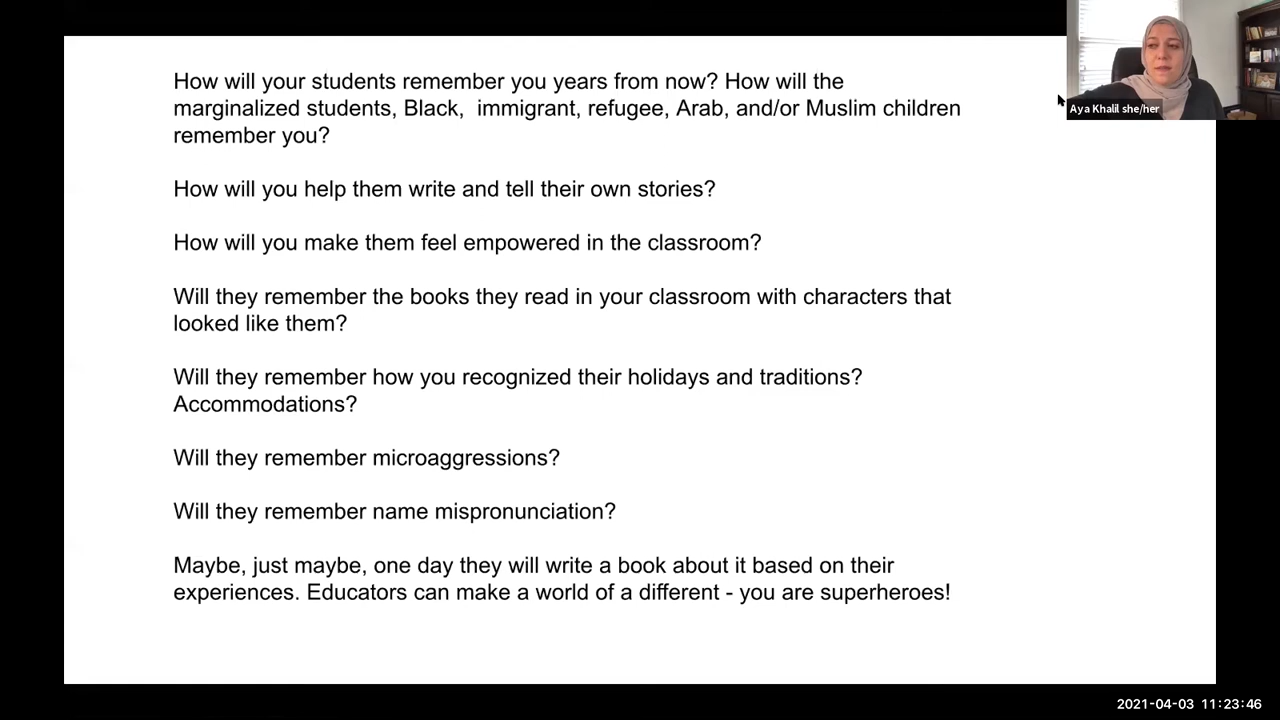 How will your students remember you years from now? How will the
marginalized students, Black,  immigrant, refugee, Arab, and/or Muslim children
remember you?
How will you help them write and tell their own stories?
How will you make them feel empowered in the classroom?
Will they remember the books they read in your classroom with characters that
looked like them?
Will they remember how you recognized their holidays and traditions?
Accommodations?
Will they remember microaggressions?
Will they remember name mispronunciation?
Maybe, just maybe, one day they will write a book about it based on their
experiences. Educators can make a world of a different - you are superheroes!
Aya Khalil she/her
2021-04-03 11:23:46